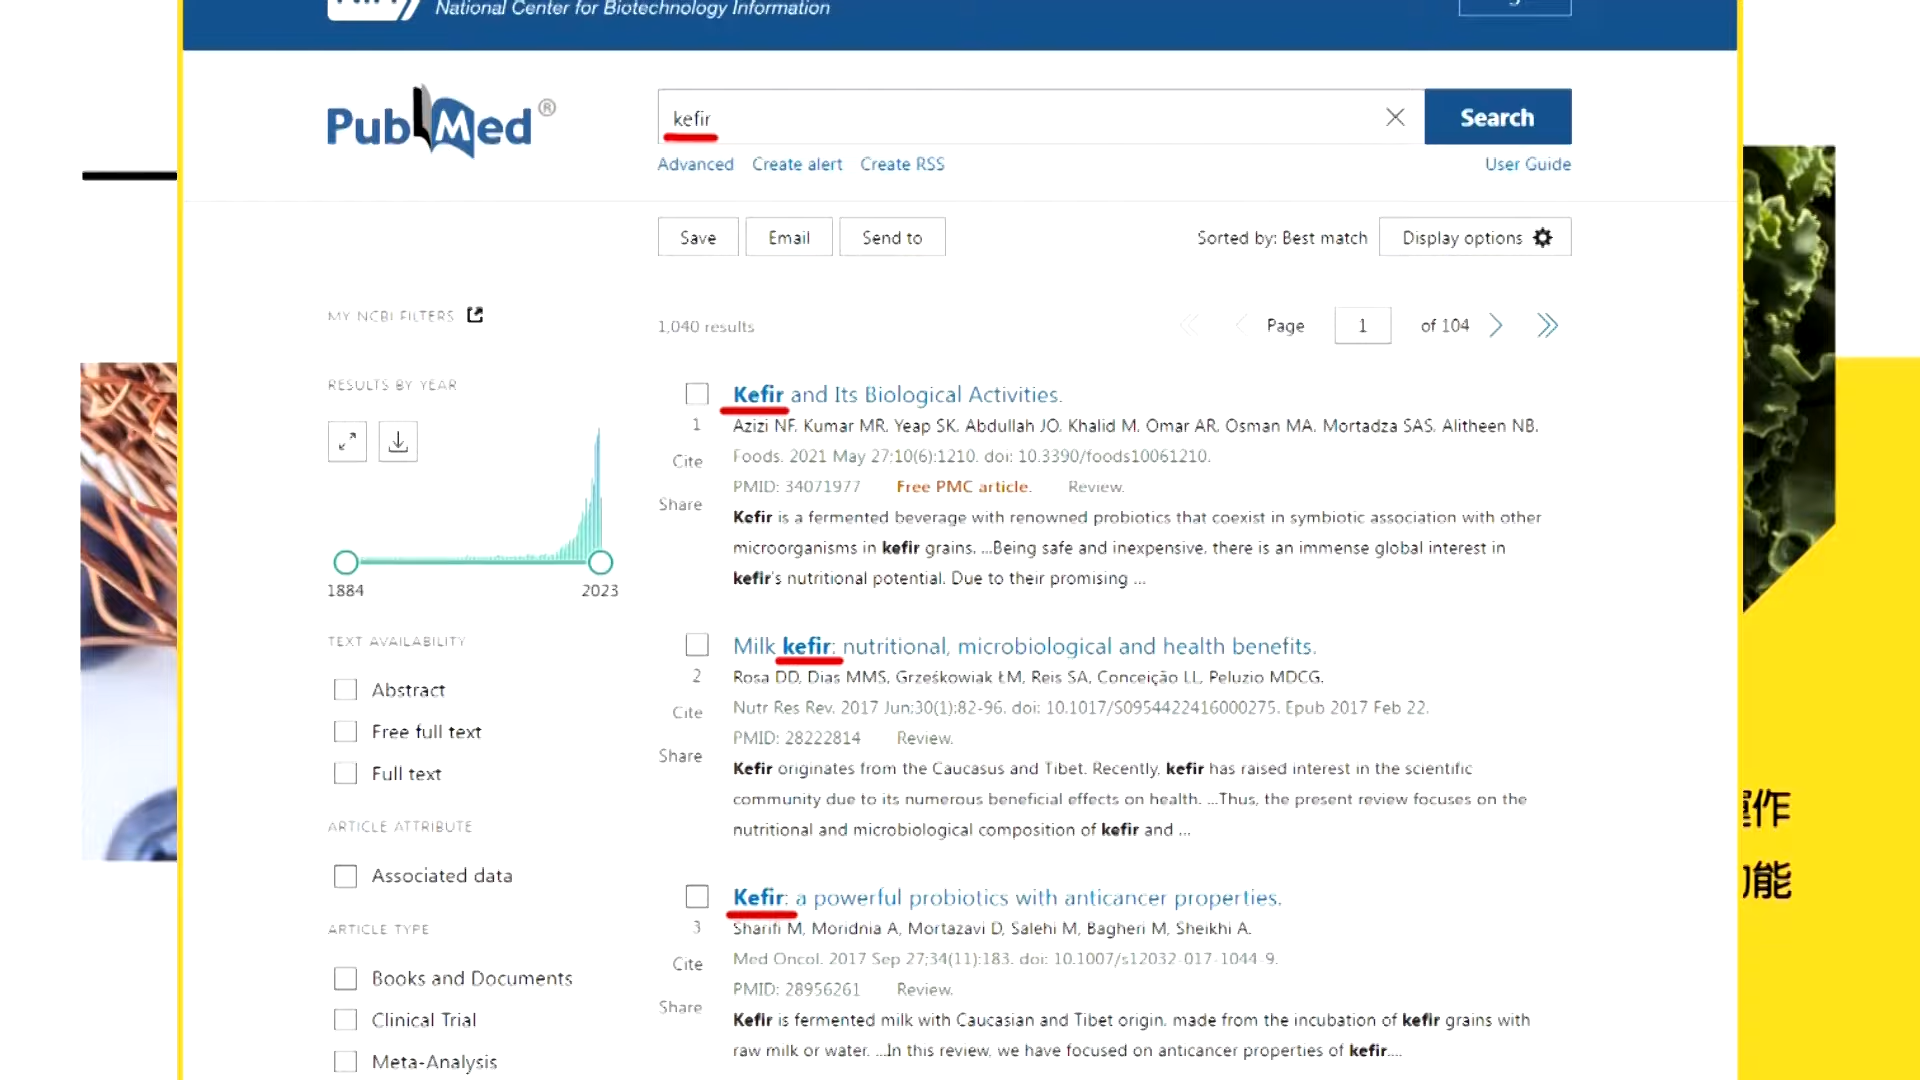 National Center for Biotechnology Information
PubMed®
kefir
Search
Advanced Create alert Create RSS
User Guide
Save Email Send to
Sorted by: Best match
Display options
MY NCBI FILTERS
1,040 results
Page 1 of 104
RESULTS BY YEAR
1884
2023
TEXT AVAILABILITY
Abstract
Free full text
Full text
ARTICLE ATTRIBUTE
Associated data
ARTICLE TYPE
Books and Documents
Clinical Trial
Meta-Analysis
Kefir and Its Biological Activities.
1
Azizi NF, Kumar MR, Yeap SK, Abdullah JO, Khalid M, Omar AR, Osman MA, Mortadza SAS, Alitheen NB.
Cite
Foods. 2021 May 27;10(6):1210. doi: 10.3390/foods10061210.
PMID: 34071977 Free PMC article. Review.
Share
Kefir is a fermented beverage with renowned probiotics that coexist in symbiotic association with other
microorganisms in kefir grains. ...Being safe and inexpensive, there is an immense global interest in
kefir's nutritional potential. Due to their promising ...
Milk kefir: nutritional, microbiological and health benefits.
2
Rosa DD, Dias MMS, Grześkowiak ŁM, Reis SA, Conceição LL, Peluzio MDCG.
Cite
Nutr Res Rev. 2017 Jun;30(1):82-96. doi: 10.1017/S0954422416000275. Epub 2017 Feb 22.
PMID: 28222814 Review.
Share
Kefir originates from the Caucasus and Tibet. Recently, kefir has raised interest in the scientific
community due to its numerous beneficial effects on health. ...Thus, the present review focuses on the
nutritional and microbiological composition of kefir and ...
Kefir: a powerful probiotics with anticancer properties.
3
Sharifi M, Moridnia A, Mortazavi D, Salehi M, Bagheri M, Sheikhi A.
Cite
Med Oncol. 2017 Sep 27;34(11):183. doi: 10.1007/s12032-017-1044-9.
PMID: 28956261 Review.
Share
Kefir is fermented milk with Caucasian and Tibet origin, made from the incubation of kefir grains with
raw milk or water. ...In this review, we have focused on anticancer properties of kefir....
作
能